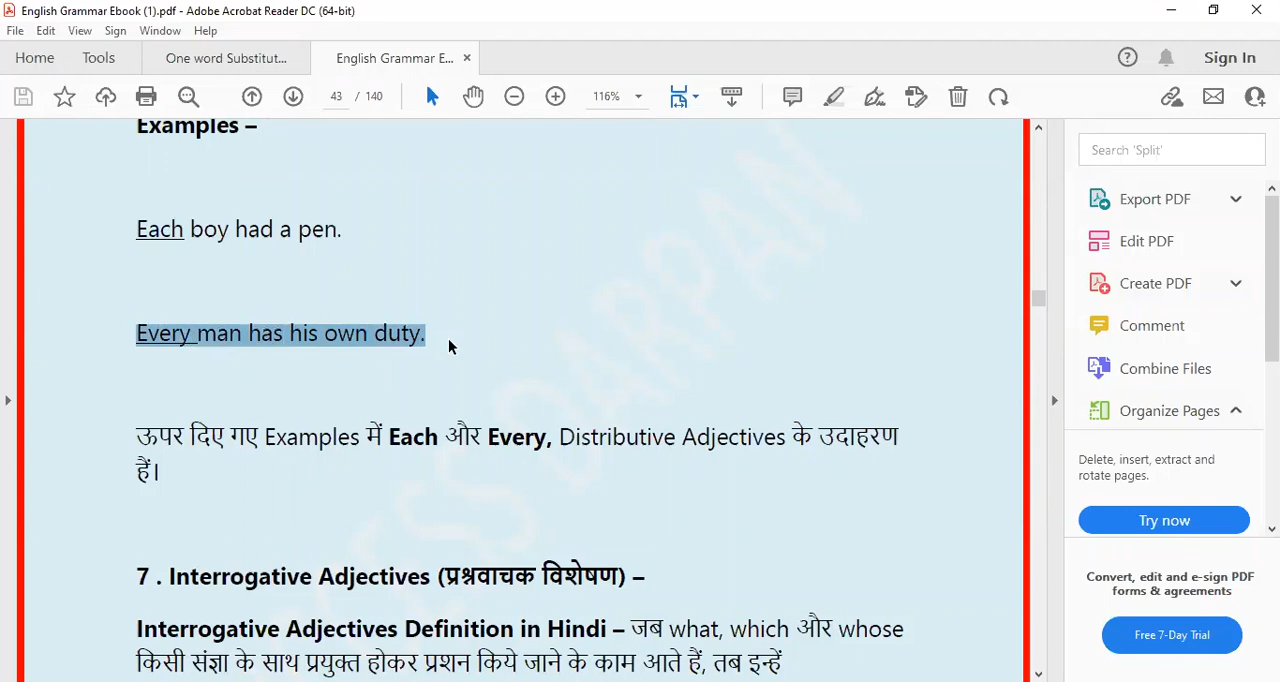 English Grammar Ebook (1).pdf - Adobe Acrobat Reader DC (64-bit)
File Edit View Sign Window Help
Home Tools One word Substitut... English Grammar E... × Sign In
43 / 140 116%
Examples –
Each boy had a pen.
Every man has his own duty.
ऊपर दिए गए Examples में Each और Every, Distributive Adjectives के उदाहरण
हैं।
7 . Interrogative Adjectives (प्रश्नवाचक विशेषण) –
Interrogative Adjectives Definition in Hindi – जब what, which और whose
किसी संज्ञा के साथ प्रयुक्त होकर प्रशन किये जाने के काम आते हैं, तब इन्हें
Search 'Split'
Export PDF
Edit PDF
Create PDF
Comment
Combine Files
Organize Pages
Delete, insert, extract and
rotate pages.
Try now
Convert, edit and e-sign PDF
forms & agreements
Free 7-Day Trial